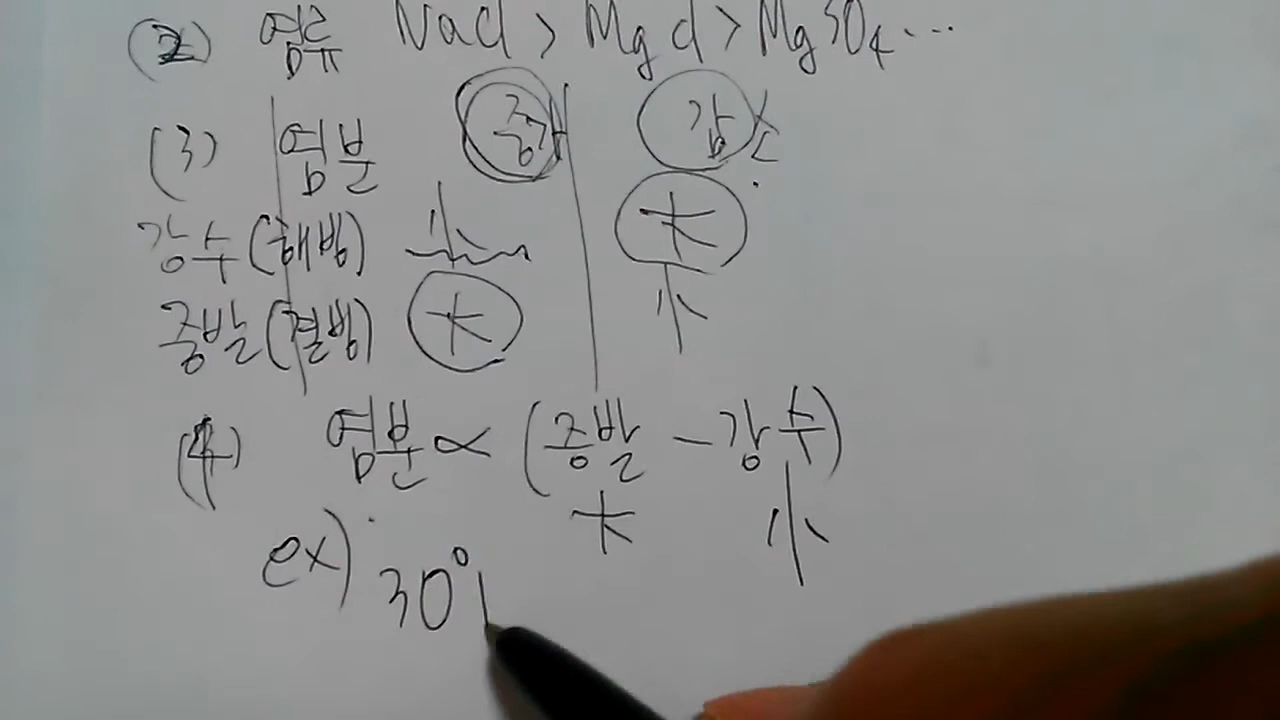 (2) 염류 NaCl > MgCl > MgSO4...
(3) 염분 증가 감소
강수(해빙) 小 大
증발(결빙) 大 小
(4) 염분 ∝ (증발 - 강수)
大 小
ex) 30°